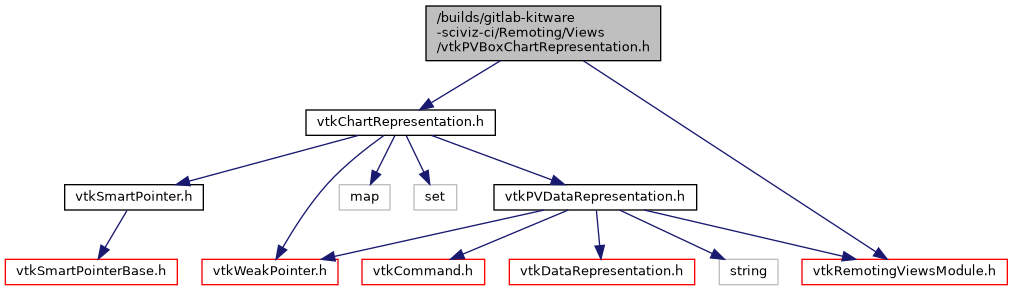 /builds/gitlab-kitware
-sciviz-ci/Remoting/Views
/vtkPVBoxChartRepresentation.h
vtkChartRepresentation.h
vtkSmartPointer.h
map
set
vtkPVDataRepresentation.h
vtkSmartPointerBase.h
vtkWeakPointer.h
vtkCommand.h
vtkDataRepresentation.h
string
vtkRemotingViewsModule.h